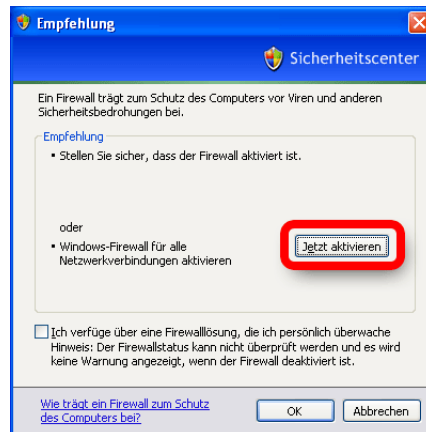 Empfehlung
Sicherheitscenter
Ein Firewall trägt zum Schutz des Computers vor Viren und anderen
Sicherheitsbedrohungen bei.
Empfehlung
▪ Stellen Sie sicher, dass der Firewall aktiviert ist.
oder
▪ Windows-Firewall für alle
Netzwerkverbindungen aktivieren
Jetzt aktivieren
Ich verfüge über eine Firewalllösung, die ich persönlich überwache
Hinweis: Der Firewallstatus kann nicht überprüft werden und es wird
keine Warnung angezeigt, wenn der Firewall deaktiviert ist.
Wie trägt ein Firewall zum Schutz
des Computers bei?
OK
Abbrechen